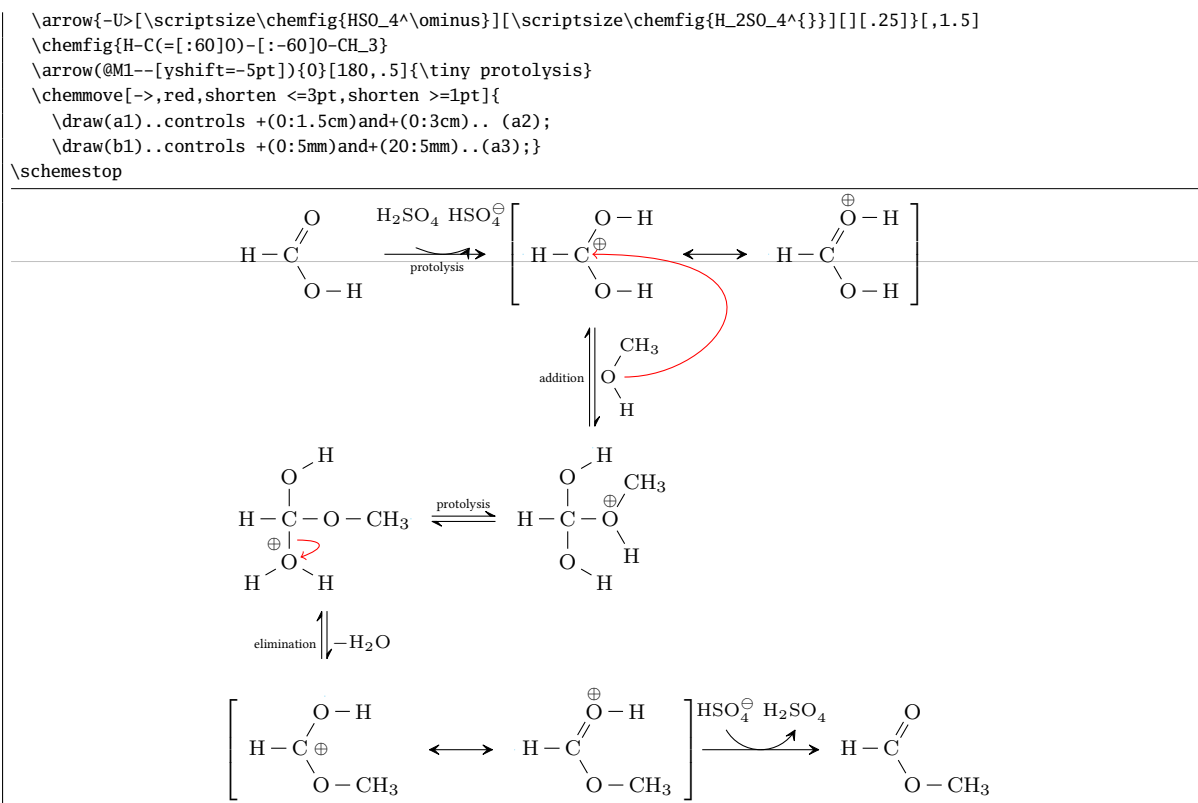 \arrow{-U>[\scriptsize\chemfig{HSO_4^\ominus}][\scriptsize\chemfig{H_2SO_4^{}}][][.25]}[,1.5]
\chemfig{H-C(=[:60]O)-[:-60]O-CH_3}
\arrow(@M1--[yshift=-5pt]){0}[180,.5]{\tiny protolysis}
\chemmove[->,red,shorten <=3pt,shorten >=1pt]{
\draw(a1)..controls +(0:1.5cm)and+(0:3cm).. (a2);
\draw(b1)..controls +(0:5mm)and+(20:5mm)..(a3);}
\schemestop
O H₂SO₄ HSO₄⊖ O – H ⊕ O – H
H – C protolysis H – C ⊕ H – C
O – H O – H O – H
CH₃
addition O
H
H H
O O CH₃
protolysis ⊕
H – C – O – CH₃ H – C – O
⊕ O O H
H H H
elimination −H₂O
O – H ⊕ O – H HSO₄⊖ H₂SO₄ O
H – C ⊕ H – C H – C
O – CH₃ O – CH₃ O – CH₃